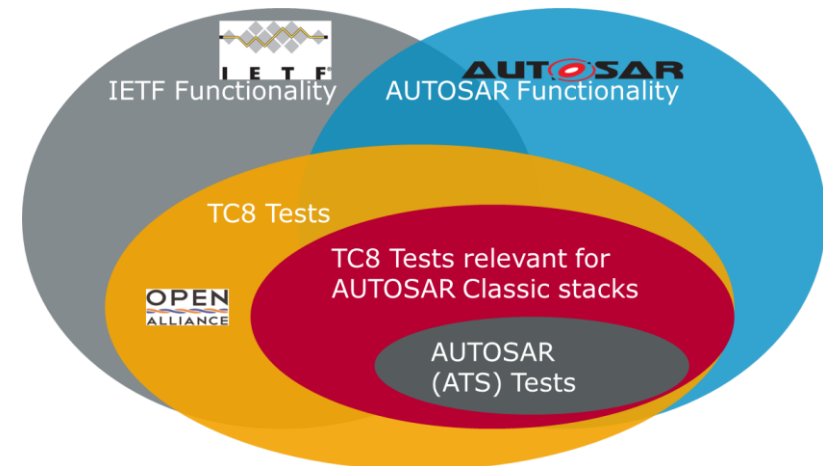 IETF®
AUTOSAR
IETF Functionality
AUTOSAR Functionality
TC8 Tests
TC8 Tests relevant for
AUTOSAR Classic stacks
OPEN
ALLIANCE
AUTOSAR
(ATS) Tests